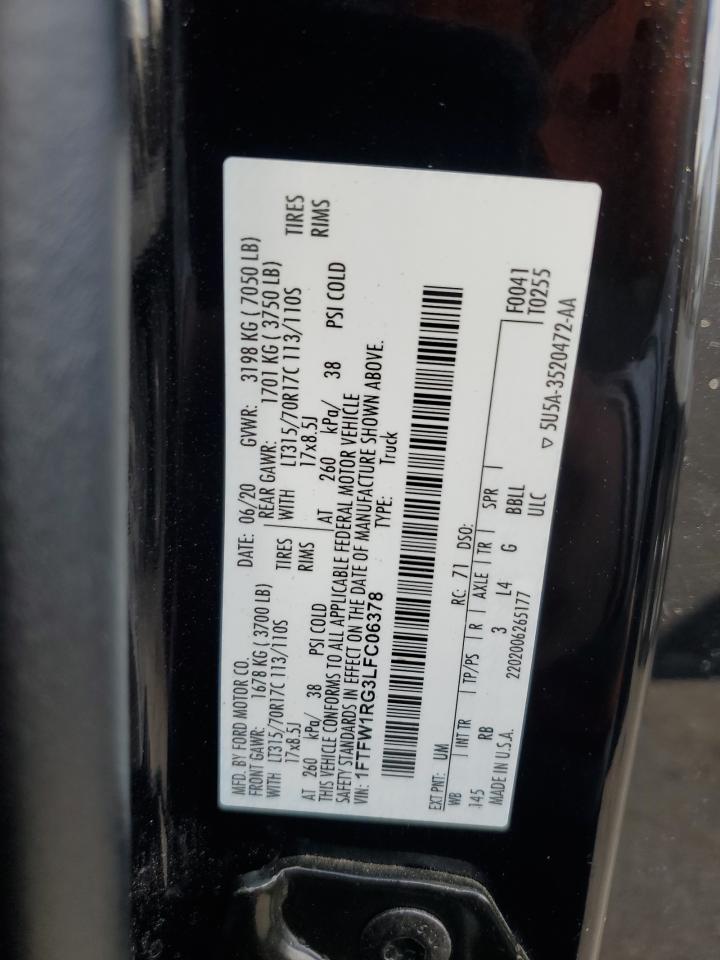 MFD. BY FORD MOTOR CO.
DATE: 06/20 GVWR: 3198 KG ( 7050 LB)
FRONT GAWR: 1678 KG ( 3700 LB) REAR GAWR: 1701 KG ( 3750 LB)
WITH LT315/70R17C 113/110S TIRES WITH LT315/70R17C 113/110S TIRES
17x8.5J RIMS 17x8.5J RIMS
AT 260 kPa/ 38 PSI COLD AT 260 kPa/ 38 PSI COLD
THIS VEHICLE CONFORMS TO ALL APPLICABLE FEDERAL MOTOR VEHICLE
SAFETY STANDARDS IN EFFECT ON THE DATE OF MANUFACTURE SHOWN ABOVE.
VIN: 1FTFW1RG3LFC06378 TYPE: Truck
EXT PNT: UM RC: 71 DSO: F0041
T0255
WB INT TR TP/PS R AXLE TR SPR
145 RB 3 L4 G BBLL
MADE IN U.S.A. 2202006265177 ULC
▽ 5U5A-3520472-AA